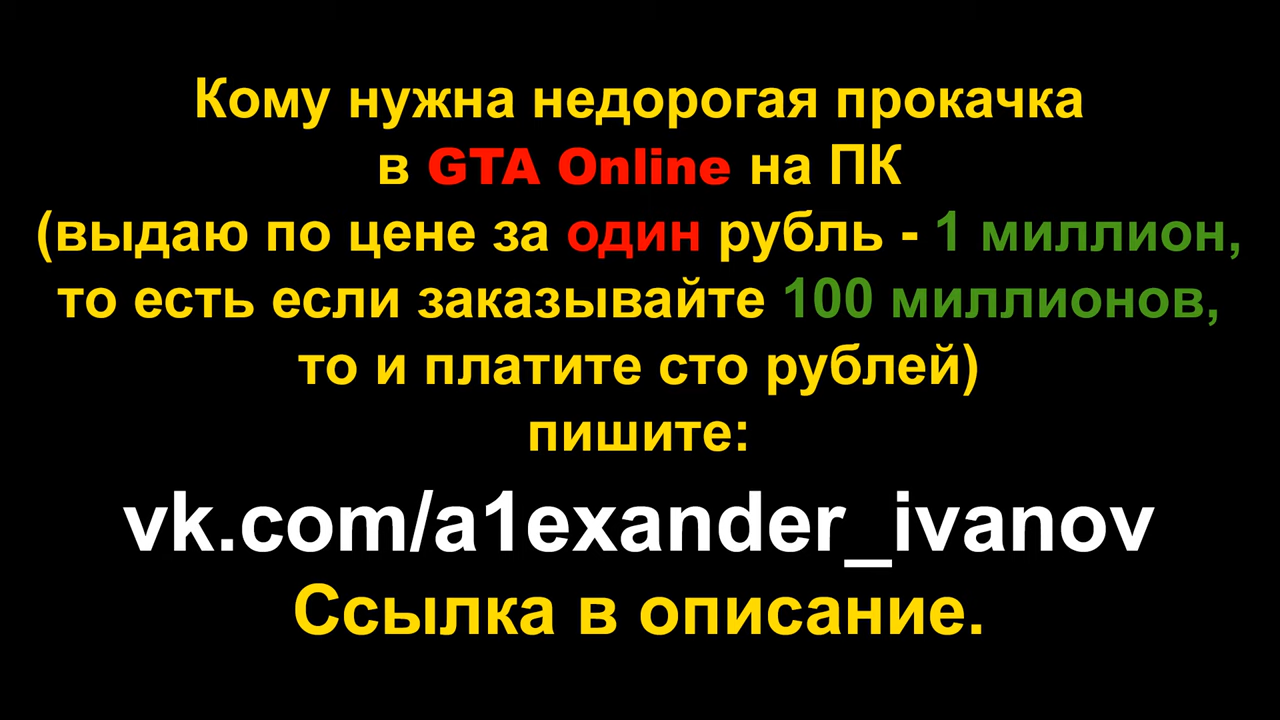 Кому нужна недорогая прокачка
в GTA Online на ПК
(выдаю по цене за один рубль - 1 миллион,
то есть если заказывайте 100 миллионов,
то и платите сто рублей)
пишите:
vk.com/a1exander_ivanov
Ссылка в описание.